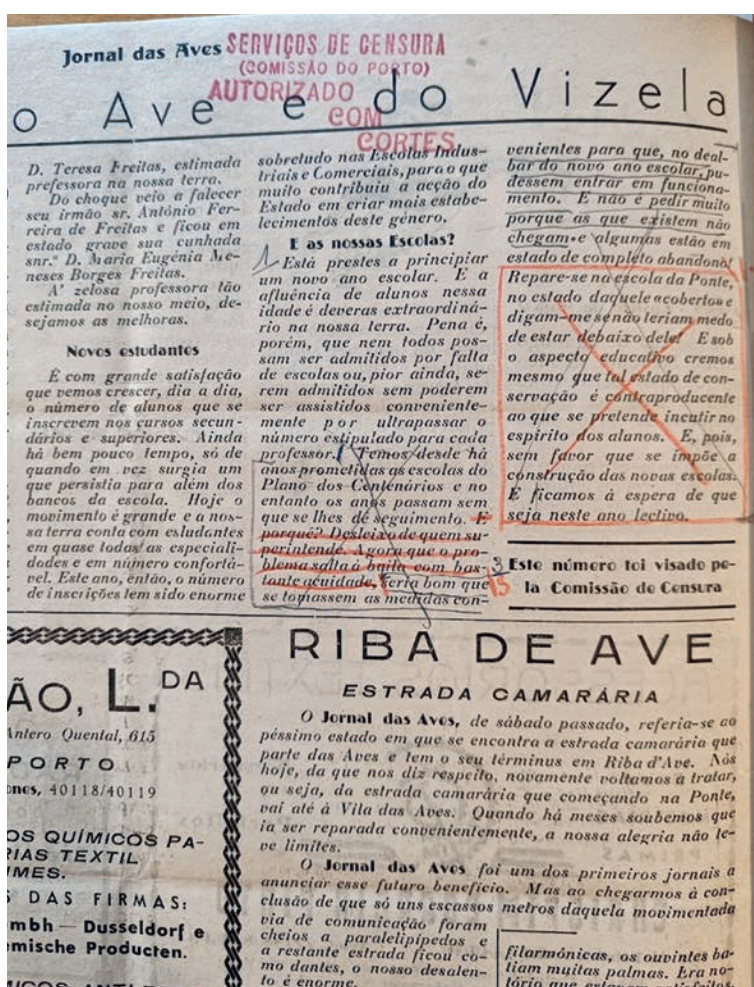 Jornal das Aves
SERVIÇOS DE CENSURA
(COMISSÃO DO PORTO)
AUTORIZADO
COM
CORTES
o Ave e do Vizela
D. Teresa Freitas, estimada
professora na nossa terra.
Do choque veio a falecer
seu irmão sr. António Fer-
reira de Freitas e ficou em
estado grave sua cunhada
snr.ª D. Maria Eugénia Me-
neses Borges Freitas.
A' zelosa professora tão
estimada no nosso meio, de-
sejamos as melhoras.
Novos estudantes
É com grande satisfação
que vemos crescer, dia a dia,
o número de alunos que se
inscrevem nos cursos secun-
dários e superiores. Ainda
há bem pouco tempo, só de
quando em vez surgia um
que persistia para além dos
bancos da escola. Hoje o
movimento é grande e a nos-
sa terra conta com estudantes
em quase todas as especiali-
dades e em número confortá-
vel. Este ano, então, o número
de inscrições tem sido enorme
sobretudo nas Escolas Indus-
triais e Comerciais, para o que
muito contribuiu a acção do
Estado em criar mais estabe-
lecimentos deste género.
E as nossas Escolas?
1
Está prestes a principiar
um novo ano escolar. E a
afluência de alunos nessa
idade é deveras extraordiná-
rio na nossa terra. Pena é,
porém, que nem todos pos-
sam ser admitidos por falta
de escolas ou, pior ainda, se-
rem admitidos sem poderem
ser assistidos conveniente-
mente por ultrapassar o
número estipulado para cada
professor. Temos desde há
anos prometidas as escolas do
Plano dos Centenários e no
entanto os anos passam sem
que se lhes dê seguimento. E
porquê? Desleixo de quem su-
perintende. Agora que o pro-
blema salta à baila com bas-
tante acuidade, seria bom que
se tomassem as medidas con-
venientes para que, no deal-
bar do novo ano escolar, pu-
dessem entrar em funciona-
mento. E não é pedir muito
porque as que existem não
chegam e algumas estão em
estado de completo abandono!
Repare-se na escola da Ponte,
no estado daquele «coberto» e
digam-me se não teriam medo
de estar debaixo dele! E sob
o aspecto educativo cremos
mesmo que tal estado de con-
servação é contraproducente
ao que se pretende incutir no
espírito dos alunos. E, pois,
sem favor que se impõe a
construção das novas escolas.
E ficamos à espera de que
seja neste ano lectivo.
Este número foi visado pe-
la Comissão de Censura
ÃO, L.DA
Antero Quental, 615
PORTO
ones, 40118/40119
OS QUÍMICOS PA-
RIAS TEXTIL
IMES.
S DAS FIRMAS:
mbh — Dusseldorf e
emische Producten.
RIBA DE AVE
ESTRADA CAMARÁRIA
O Jornal das Aves, de sábado passado, referia-se ao
péssimo estado em que se encontra a estrada camarária que
parte das Aves e tem o seu términus em Riba d'Ave. Nós
hoje, da que nos diz respeito, novamente voltamos a tratar,
ou seja, da estrada camarária que começando na Ponte,
vai até à Vila das Aves. Quando há meses soubemos que
ia ser reparada convenientemente, a nossa alegria não te-
ve limites.
O Jornal das Aves foi um dos primeiros jornais a
anunciar esse futuro benefício. Mas ao chegarmos à con-
clusão de que só uns escassos metros daquela movimentada
via de comunicação foram
cheios a paralelipípedos e
a restante estrada ficou co-
mo dantes, o nosso desalen-
to é enorme.
filarmónicas, os ouvintes ba-
tiam muitas palmas. Era no-
tório que estavam satisfeitos.